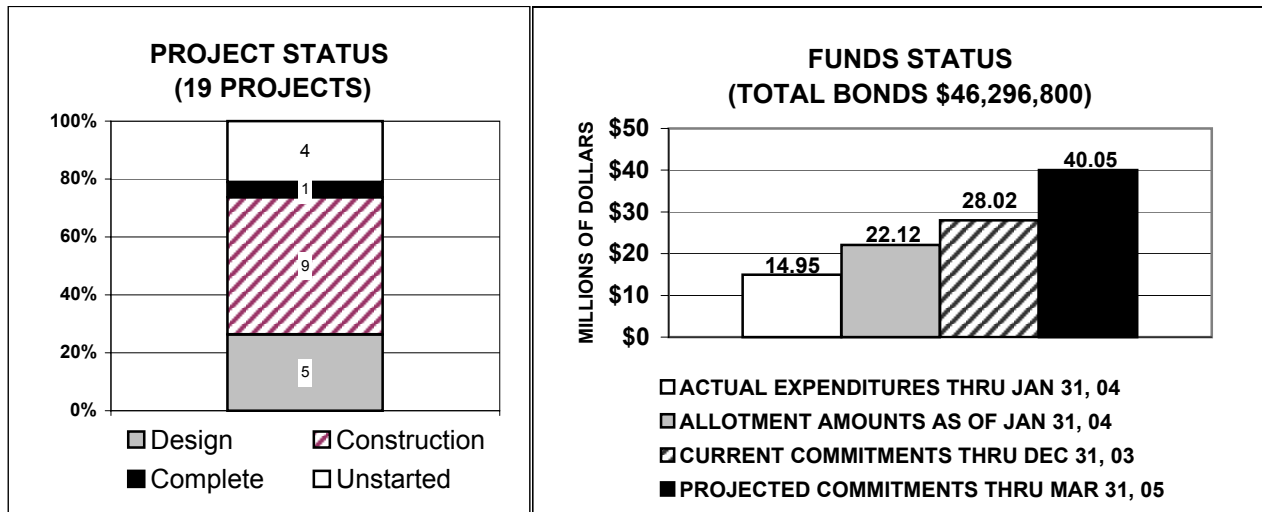 PROJECT STATUS
(19 PROJECTS)
100%
80%
60%
40%
20%
0%
4
1
9
5
Design
Construction
Complete
Unstarted
FUNDS STATUS
(TOTAL BONDS $46,296,800)
MILLIONS OF DOLLARS
$50
$40
$30
$20
$10
$0
14.95
22.12
28.02
40.05
ACTUAL EXPENDITURES THRU JAN 31, 04
ALLOTMENT AMOUNTS AS OF JAN 31, 04
CURRENT COMMITMENTS THRU DEC 31, 03
PROJECTED COMMITMENTS THRU MAR 31, 05